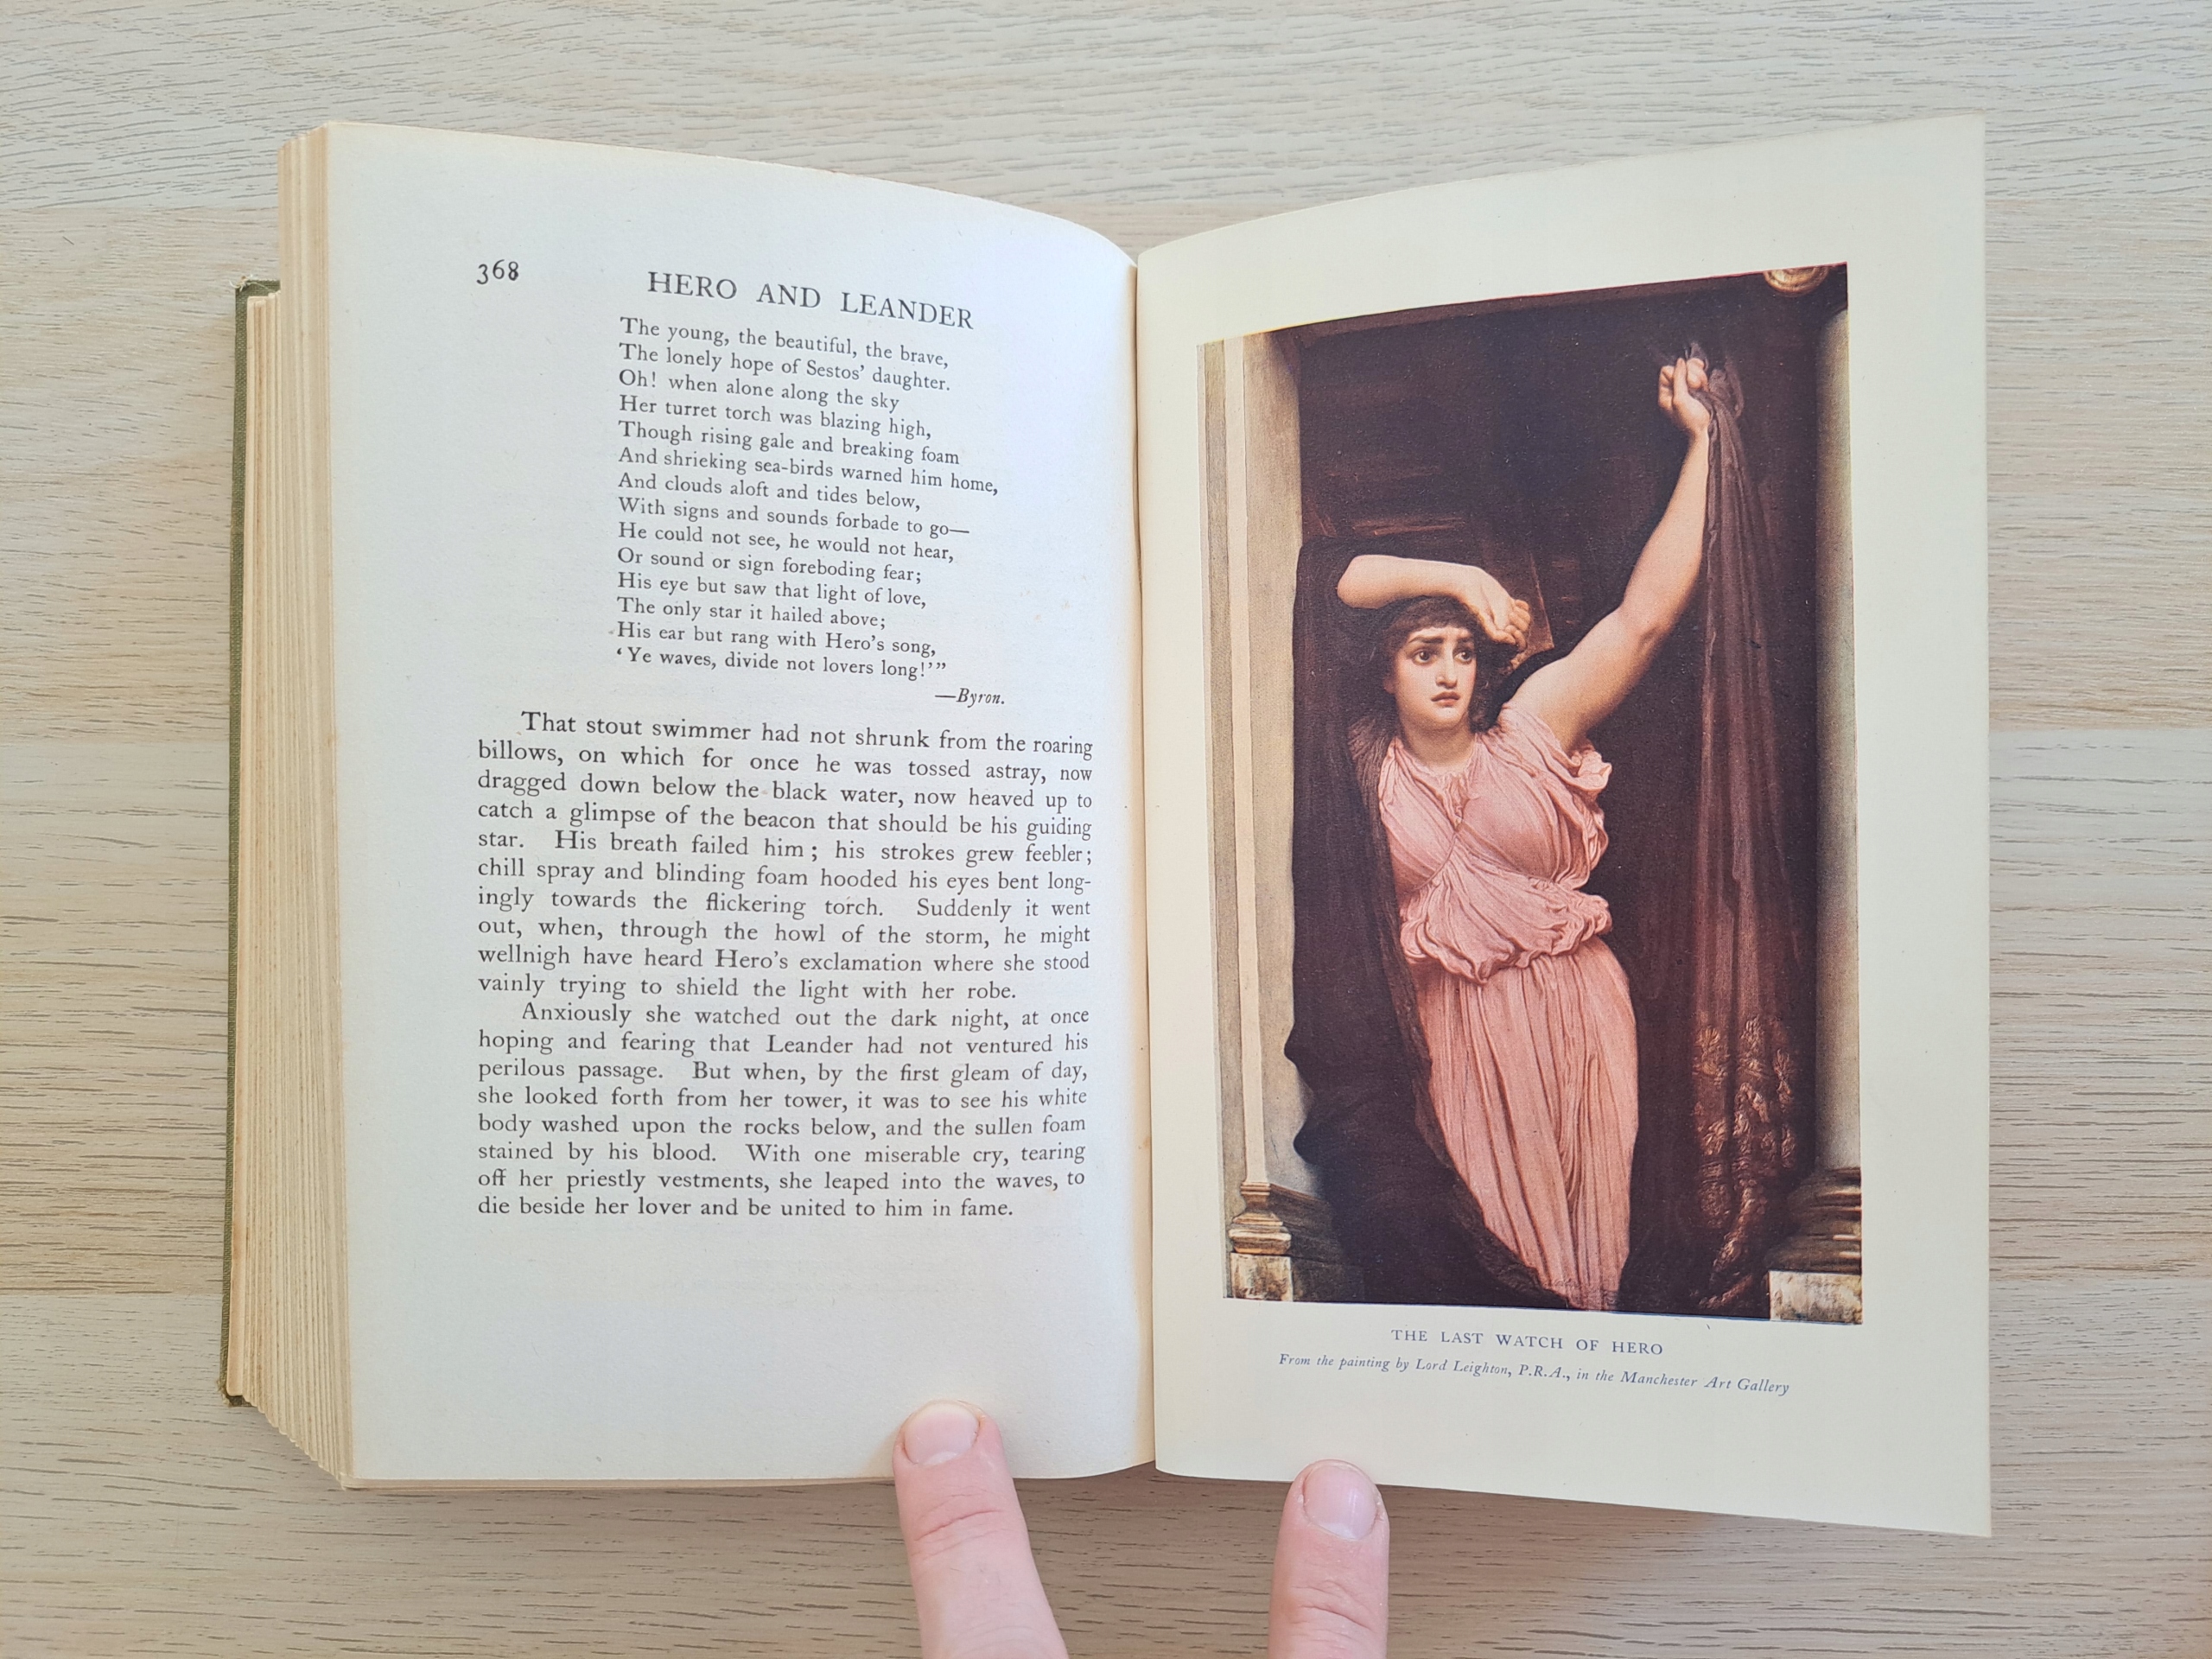 368
HERO AND LEANDER
The young, the beautiful, the brave,
The lonely hope of Sestos’ daughter.
Oh! when alone along the sky
Her turret torch was blazing high,
Though rising gale and breaking foam
And shrieking sea-birds warned him home,
And clouds aloft and tides below,
With signs and sounds forbade to go—
He could not see, he would not hear,
Or sound or sign foreboding fear;
His eye but saw that light of love,
The only star it hailed above;
His ear but rang with Hero’s song,
‘Ye waves, divide not lovers long!’”
—Byron.
That stout swimmer had not shrunk from the roaring
billows, on which for once he was tossed astray, now
dragged down below the black water, now heaved up to
catch a glimpse of the beacon that should be his guiding
star. His breath failed him; his strokes grew feebler;
chill spray and blinding foam hooded his eyes bent long-
ingly towards the flickering torch. Suddenly it went
out, when, through the howl of the storm, he might
wellnigh have heard Hero’s exclamation where she stood
vainly trying to shield the light with her robe.
Anxiously she watched out the dark night, at once
hoping and fearing that Leander had not ventured his
perilous passage. But when, by the first gleam of day,
she looked forth from her tower, it was to see his white
body washed upon the rocks below, and the sullen foam
stained by his blood. With one miserable cry, tearing
off her priestly vestments, she leaped into the waves, to
die beside her lover and be united to him in fame.
THE LAST WATCH OF HERO
From the painting by Lord Leighton, P.R.A., in the Manchester Art Gallery